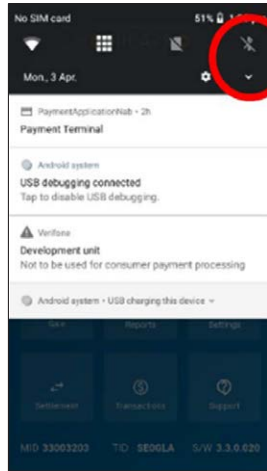 No SIM card 51%
Mon., 3 Apr.
PaymentApplicationNab • 2h
Payment Terminal
Android system
USB debugging connected
Tap to disable USB debugging.
Verifone
Development unit
Not to be used for consumer payment processing
Android system • USB charging this device
Reports Settings
Settlement Transactions Support
MID 33003203 TID SE0GLA S/W 3.3.0.020